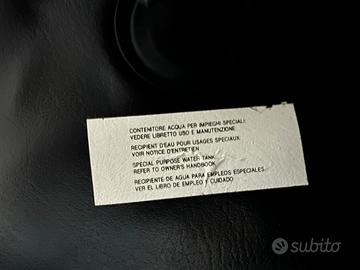 CONTENITORE ACQUA PER IMPIEGHI SPECIALI.
VEDERE LIBRETTO USO E MANUTENZIONE
RECIPIENT D'EAU POUR USAGES SPECIAUX.
VOIR NOTICE D'ENTRETIEN
SPECIAL PURPOSE WATER TANK.
REFER TO OWNER'S HANDBOOK
RECIPIENTE DE AGUA PARA EMPLEOS ESPECIALES.
VER EL LIBRO DE EMPLEO Y CUIDADO
subito